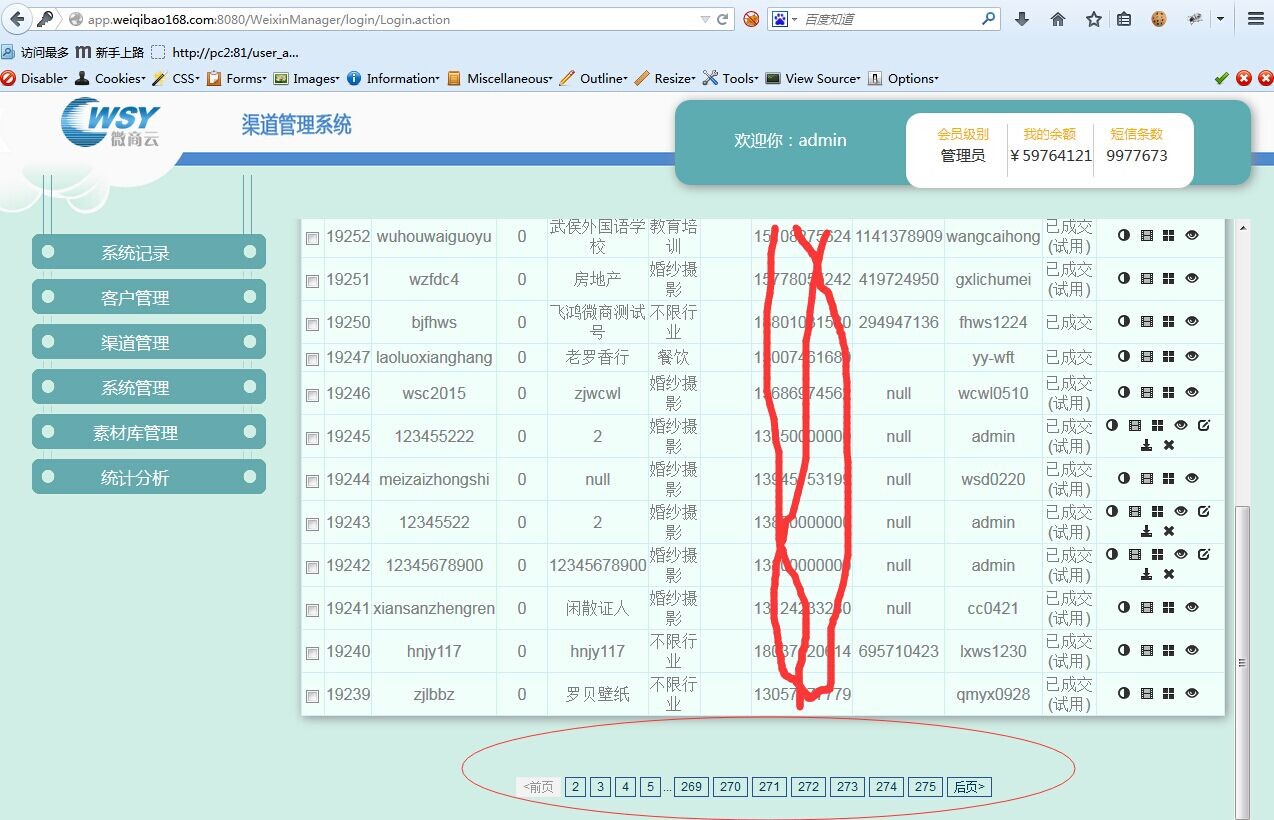 app.weiqibao168.com:8080/WeixinManager/login/Login.action 百度知道
访问最多 新手上路 http://pc2:81/user_a...
Disable Cookies CSS Forms Images Information Miscellaneous Outline Resize Tools View Source Options
WSY 微商云 渠道管理系统
欢迎你：admin
会员级别 我的余额 短信条数
管理员 ￥59764121 9977673
系统记录
客户管理
渠道管理
系统管理
素材库管理
统计分析
19252 wuhouwaiguoyu 0 武侯外国语学校 教育培训 1141378909 wangcaihong 已成交(试用)
19251 wzfdc4 0 房地产 婚纱摄影 419724950 gxlichumei 已成交(试用)
19250 bjfhws 0 飞鸿微商测试号 不限行业 294947136 fhws1224 已成交
19247 laoluoxianghang 0 老罗香行 餐饮 yy-wft 已成交
19246 wsc2015 0 zjwcwl 婚纱摄影 null wcwl0510 已成交(试用)
19245 123455222 0 2 婚纱摄影 null admin 已成交(试用)
19244 meizaizhongshi 0 null 婚纱摄影 null wsd0220 已成交(试用)
19243 12345522 0 2 婚纱摄影 null admin 已成交(试用)
19242 12345678900 0 12345678900 婚纱摄影 null admin 已成交(试用)
19241 xiansanzhengren 0 闲散证人 婚纱摄影 null cc0421 已成交(试用)
19240 hnjy117 0 hnjy117 不限行业 695710423 lxws1230 已成交(试用)
19239 zjlbbz 0 罗贝壁纸 不限行业 qmyx0928 已成交(试用)
<前页 2 3 4 5 ... 269 270 271 272 273 274 275 后页>